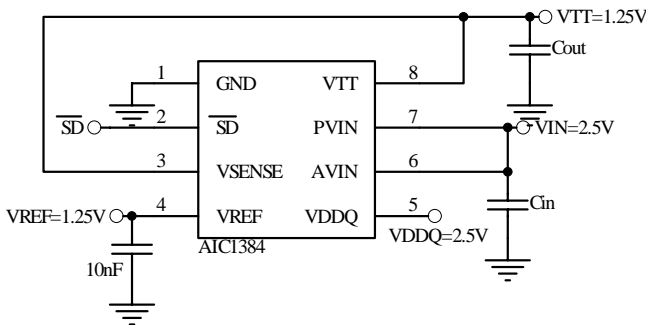 VTT=1.25V
Cout
1 GND VTT 8
SD 2 SD PVIN 7 VIN=2.5V
3 VSENSE AVIN 6
VREF=1.25V 4 VREF VDDQ 5
Cin
VDDQ=2.5V
AIC1384
10nF